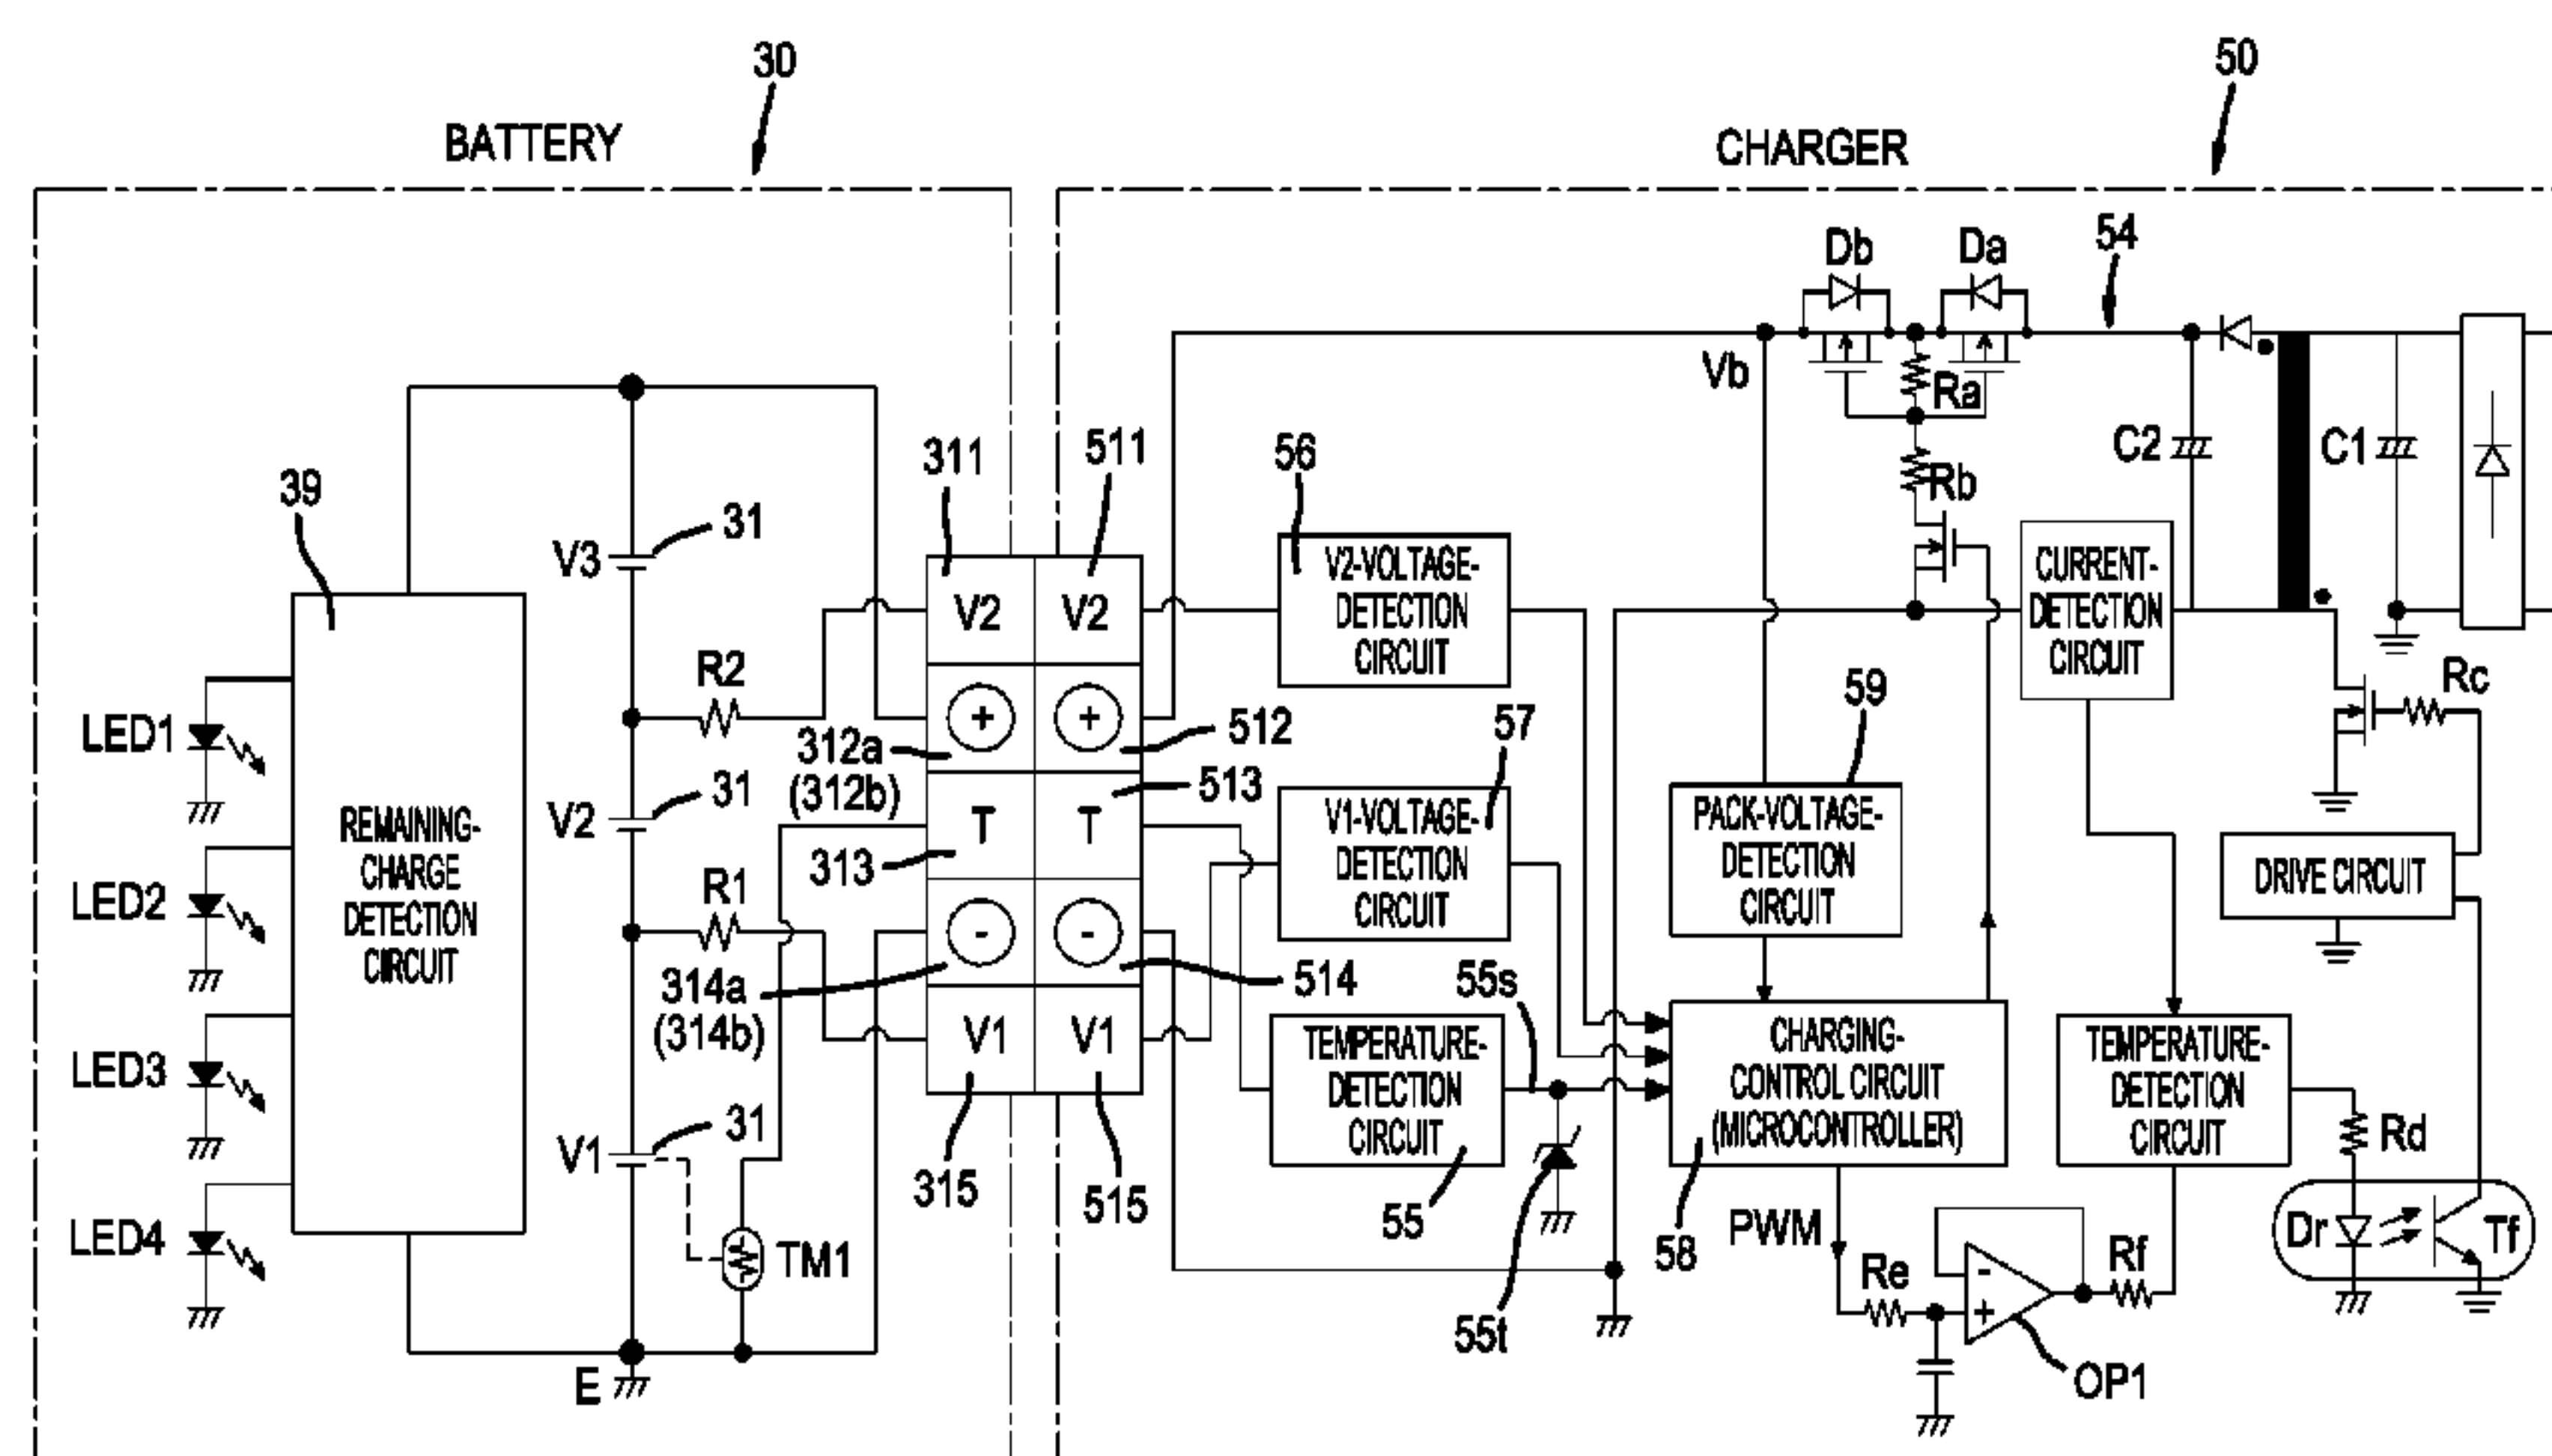 30
50
BATTERY
CHARGER
54
Db
Da
Vb
Ra
Rb
C2
C1
39
V3
31
311
511
56
V2-VOLTAGE-
DETECTION
CIRCUIT
CURRENT-
DETECTION
CIRCUIT
V2
V2
R2
LED1
+
+
312a
(312b)
512
57
59
Rc
V2
31
T
T
513
313
V1-VOLTAGE-
DETECTION
CIRCUIT
PACK-VOLTAGE-
DETECTION
CIRCUIT
DRIVE CIRCUIT
REMAINING-
CHARGE
DETECTION
CIRCUIT
LED2
R1
-
-
314a
(314b)
514
55s
LED3
V1
V1
TEMPERATURE-
DETECTION
CIRCUIT
CHARGING-
CONTROL CIRCUIT
(MICROCONTROLLER)
TEMPERATURE-
DETECTION
CIRCUIT
Rd
V1
31
315
515
55
55t
58
PWM
LED4
TM1
Dr
Tf
Re
-
+
Rf
E
OP1